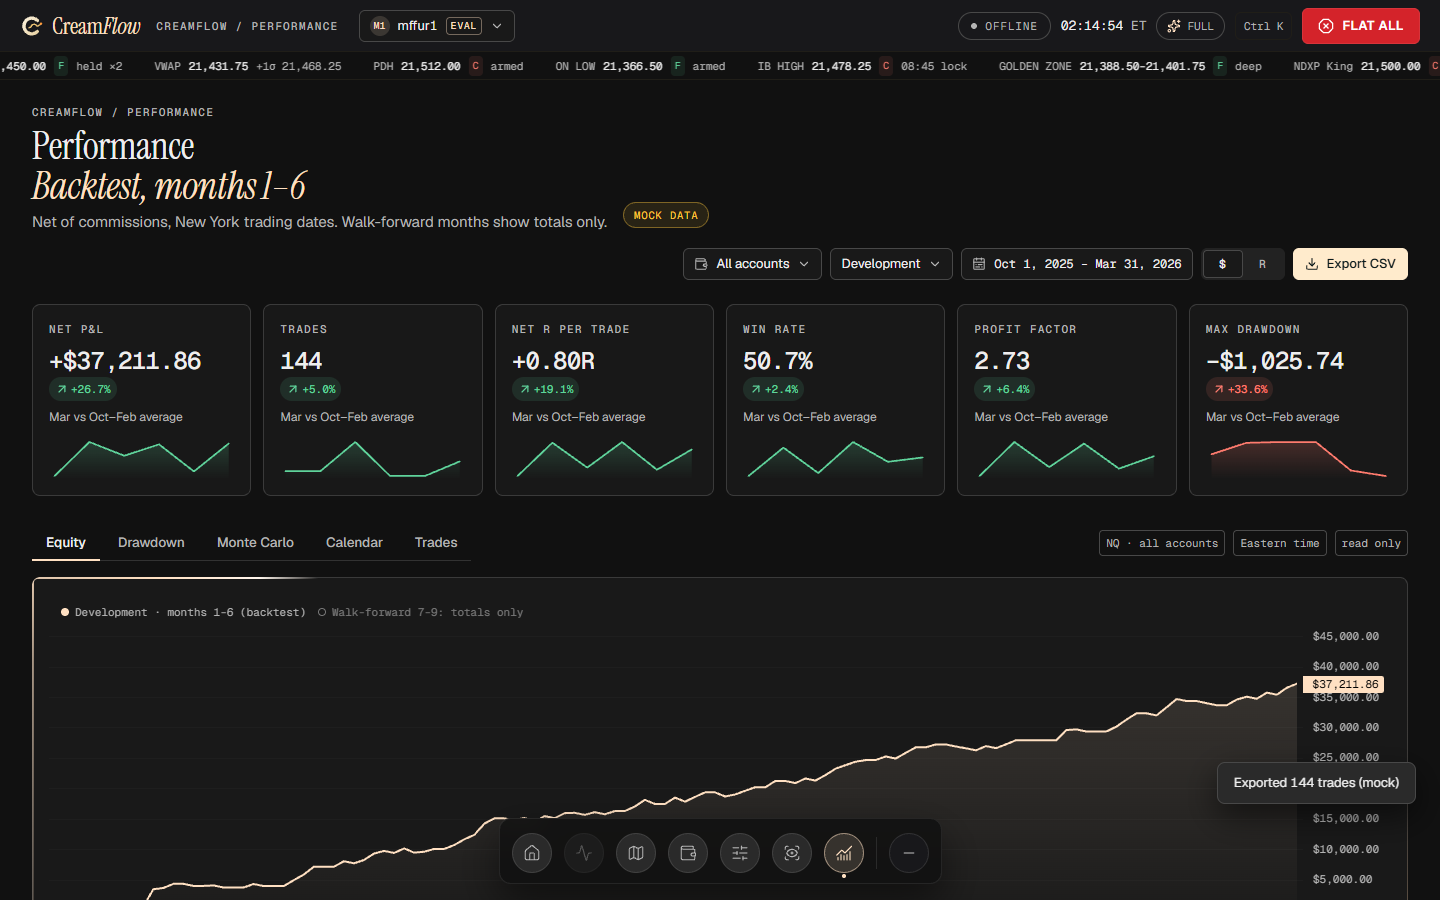 CreamFlow
CREAMFLOW / PERFORMANCE
M1 mffur1 EVAL
OFFLINE
02:14:54 ET
FULL
Ctrl K
FLAT ALL
,450.00 F held ×2
VWAP 21,431.75 +1σ 21,468.25
PDH 21,512.00 C armed
ON LOW 21,366.50 F armed
IB HIGH 21,478.25 C 08:45 lock
GOLDEN ZONE 21,388.50–21,401.75 F deep
NDXP King 21,500.00 C
CREAMFLOW / PERFORMANCE
Performance
Backtest, months 1–6
Net of commissions, New York trading dates. Walk-forward months show totals only.
MOCK DATA
All accounts
Development
Oct 1, 2025 – Mar 31, 2026
$ R
Export CSV
NET P&L
+$37,211.86
+26.7%
Mar vs Oct–Feb average
TRADES
144
+5.0%
Mar vs Oct–Feb average
NET R PER TRADE
+0.80R
+19.1%
Mar vs Oct–Feb average
WIN RATE
50.7%
+2.4%
Mar vs Oct–Feb average
PROFIT FACTOR
2.73
+6.4%
Mar vs Oct–Feb average
MAX DRAWDOWN
−$1,025.74
+33.6%
Mar vs Oct–Feb average
Equity
Drawdown
Monte Carlo
Calendar
Trades
NQ · all accounts
Eastern time
read only
Development · months 1–6 (backtest)
Walk-forward 7–9: totals only
$45,000.00
$40,000.00
$37,211.86
$35,000.00
$30,000.00
$25,000.00
Exported 144 trades (mock)
$15,000.00
$10,000.00
$5,000.00